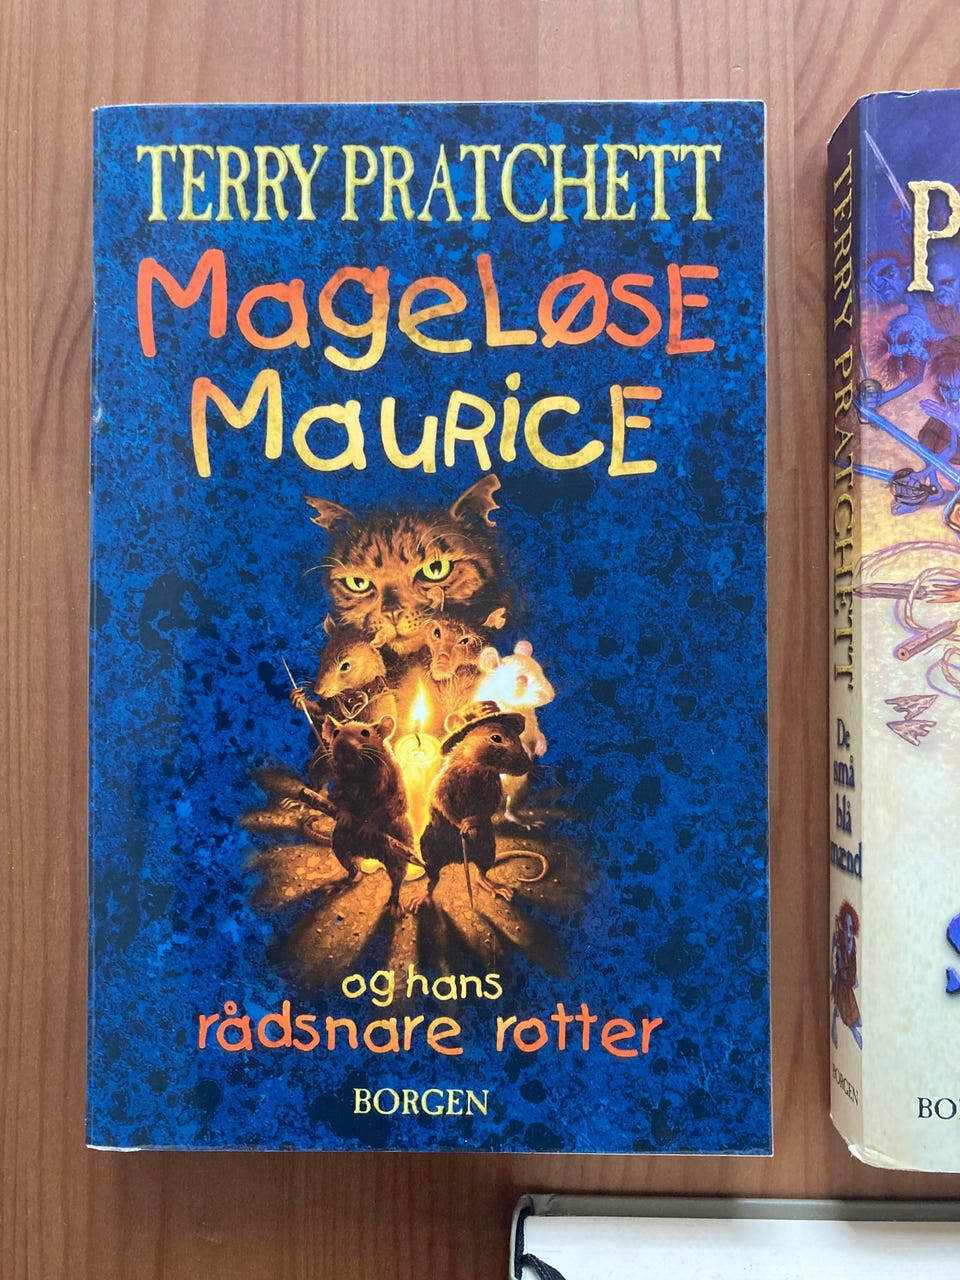 TERRY PRATCHETT
MAGELØSE
MAURICE
og hans
rådsnare rotter
BORGEN
TERRY PRATCHETT
De
små
blå
mænd
BORGEN